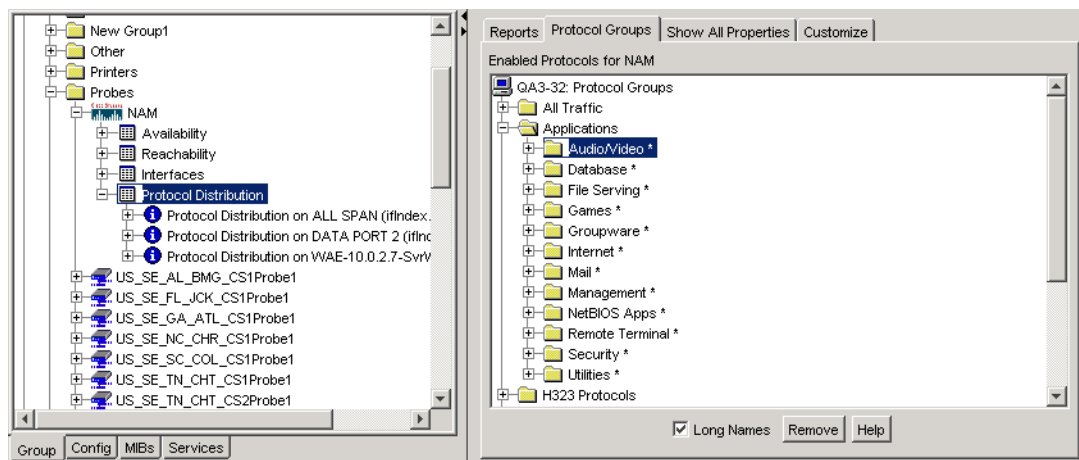 New Group1
Other
Printers
Probes
NAM
Availability
Reachability
Interfaces
Protocol Distribution
Protocol Distribution on ALL SPAN (ifIndex.
Protocol Distribution on DATA PORT 2 (ifInc
Protocol Distribution on WAE-10.0.2.7-SvrV
US_SE_AL_BMG_CS1Probe1
US_SE_FL_JCK_CS1Probe1
US_SE_GA_ATL_CS1Probe1
US_SE_NC_CHR_CS1Probe1
US_SE_SC_COL_CS1Probe1
US_SE_TN_CHT_CS1Probe1
US_SE_TN_CHT_CS2Probe1
Group Config MIBs Services
Reports Protocol Groups Show All Properties Customize
Enabled Protocols for NAM
QA3-32: Protocol Groups
All Traffic
Applications
Audio/Video *
Database *
File Serving *
Games *
Groupware *
Internet *
Mail *
Management *
NetBIOS Apps *
Remote Terminal *
Security *
Utilities *
H323 Protocols
Long Names Remove Help